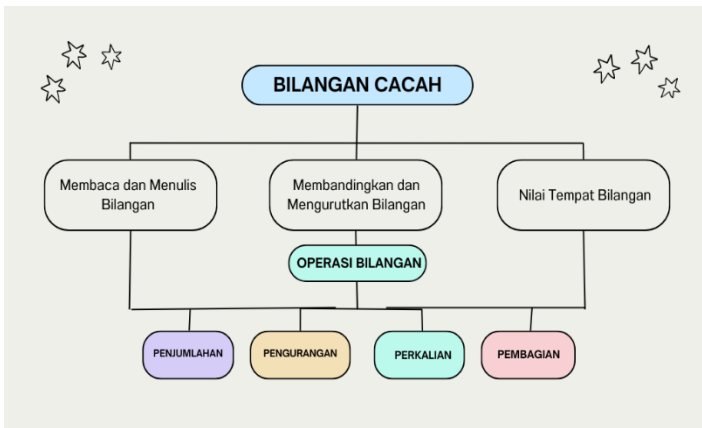 BILANGAN CACAH
Membaca dan Menulis
Bilangan
Membandingkan dan
Mengurutkan Bilangan
Nilai Tempat Bilangan
OPERASI BILANGAN
PENJUMLAHAN
PENGURANGAN
PERKALIAN
PEMBAGIAN